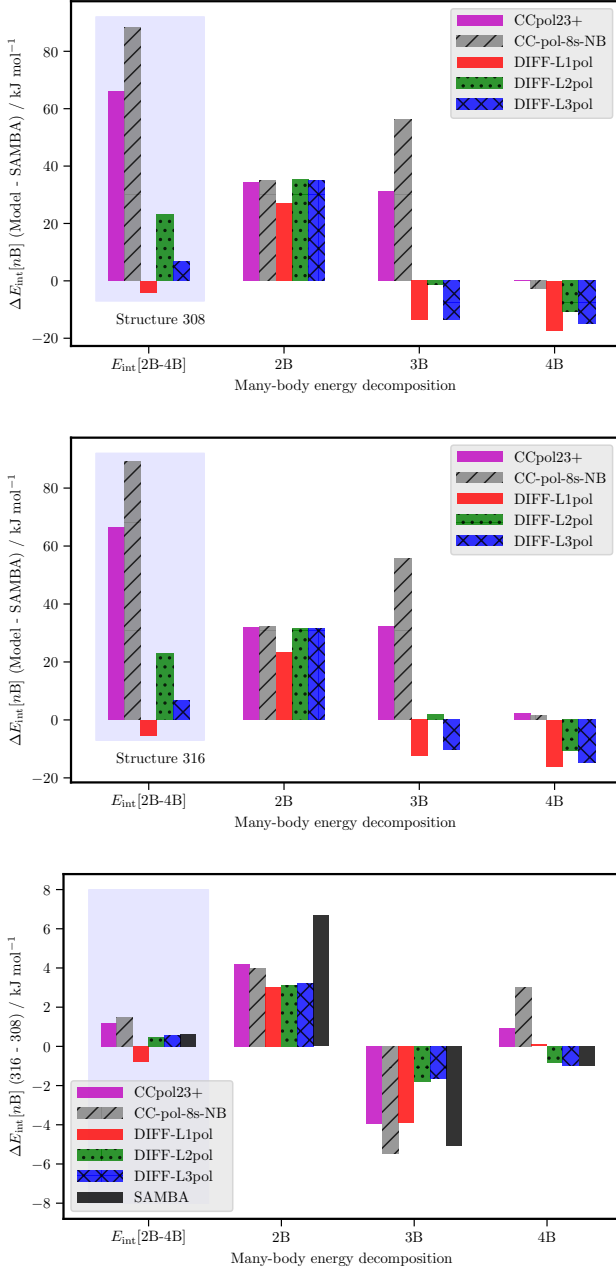 CCpol23+
CC-pol-8s-NB
DIFF-L1pol
DIFF-L2pol
DIFF-L3pol
80
60
40
20
0
−20
ΔE_int[nB] (Model - SAMBA) / kJ mol⁻¹
Structure 308
E_int[2B-4B]
2B
3B
4B
Many-body energy decomposition
CCpol23+
CC-pol-8s-NB
DIFF-L1pol
DIFF-L2pol
DIFF-L3pol
80
60
40
20
0
−20
ΔE_int[nB] (Model - SAMBA) / kJ mol⁻¹
Structure 316
E_int[2B-4B]
2B
3B
4B
Many-body energy decomposition
8
6
4
2
0
−2
−4
−6
−8
ΔE_int[nB] (316 - 308) / kJ mol⁻¹
CCpol23+
CC-pol-8s-NB
DIFF-L1pol
DIFF-L2pol
DIFF-L3pol
SAMBA
E_int[2B-4B]
2B
3B
4B
Many-body energy decomposition